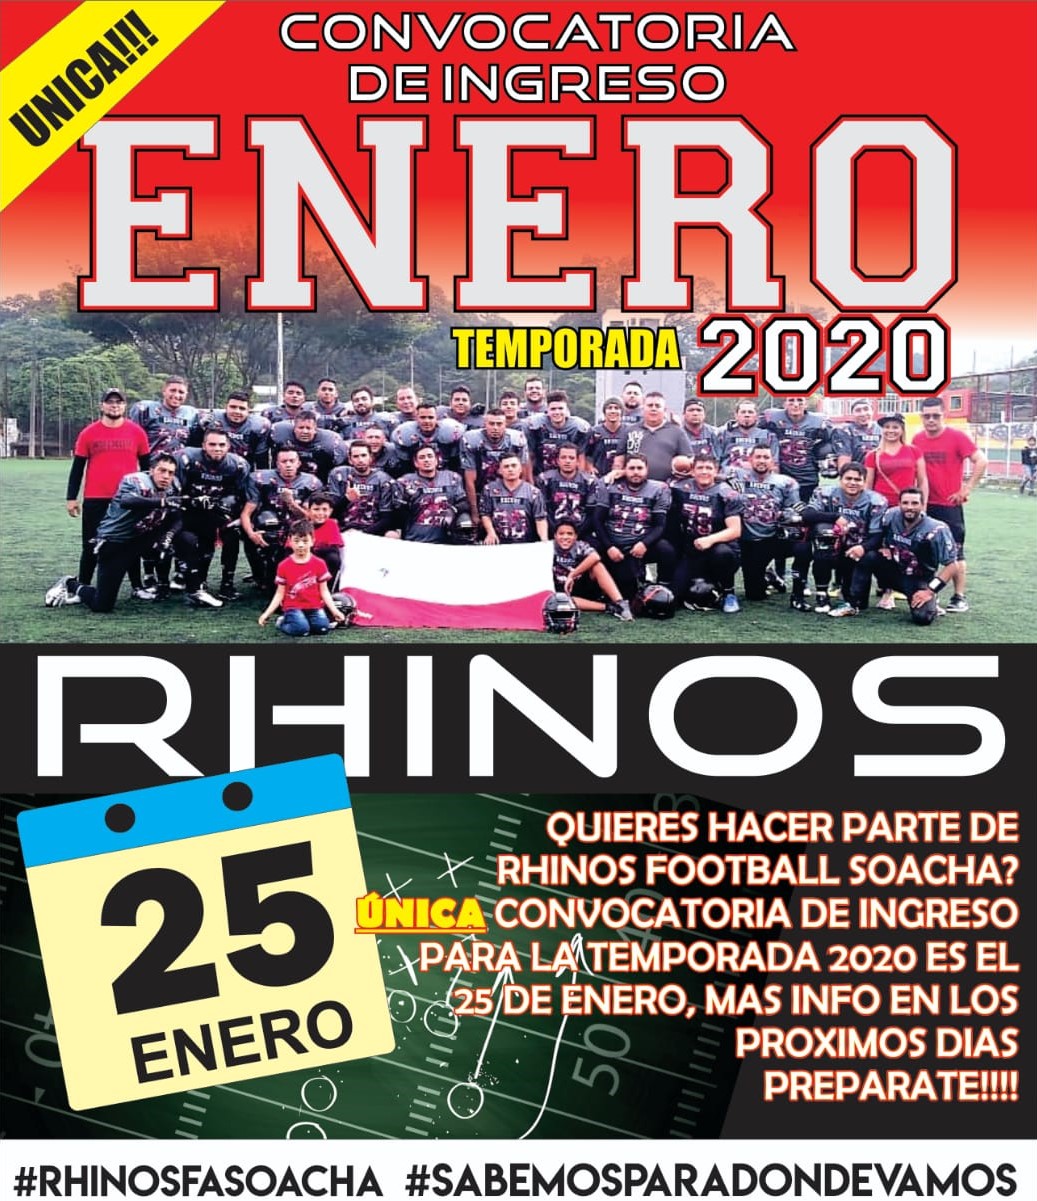 UNICA!!!
CONVOCATORIA
DE INGRESO
ENERO
TEMPORADA 2020
RHINOS
25
ENERO
QUIERES HACER PARTE DE
RHINOS FOOTBALL SOACHA?
ÚNICA CONVOCATORIA DE INGRESO
PARA LA TEMPORADA 2020 ES EL
25 DE ENERO, MAS INFO EN LOS
PROXIMOS DIAS
PREPARATE!!!!
50
#RHINOSFASOACHA #SABEMOSPARADONDEVAMOS